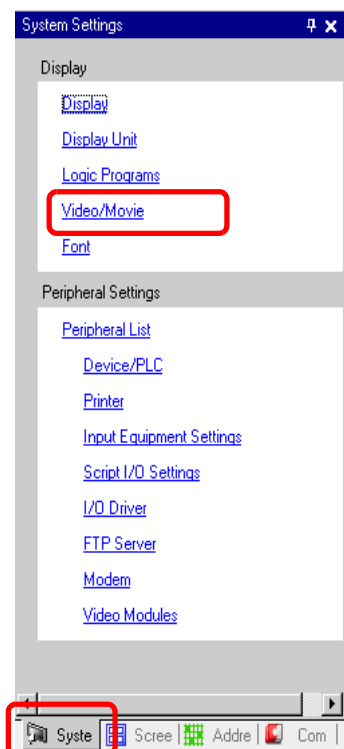 System Settings
Display
Display
Display Unit
Logic Programs
Video/Movie
Font
Peripheral Settings
Peripheral List
Device/PLC
Printer
Input Equipment Settings
Script I/O Settings
I/O Driver
FTP Server
Modem
Video Modules
Syste Scree Addre Com